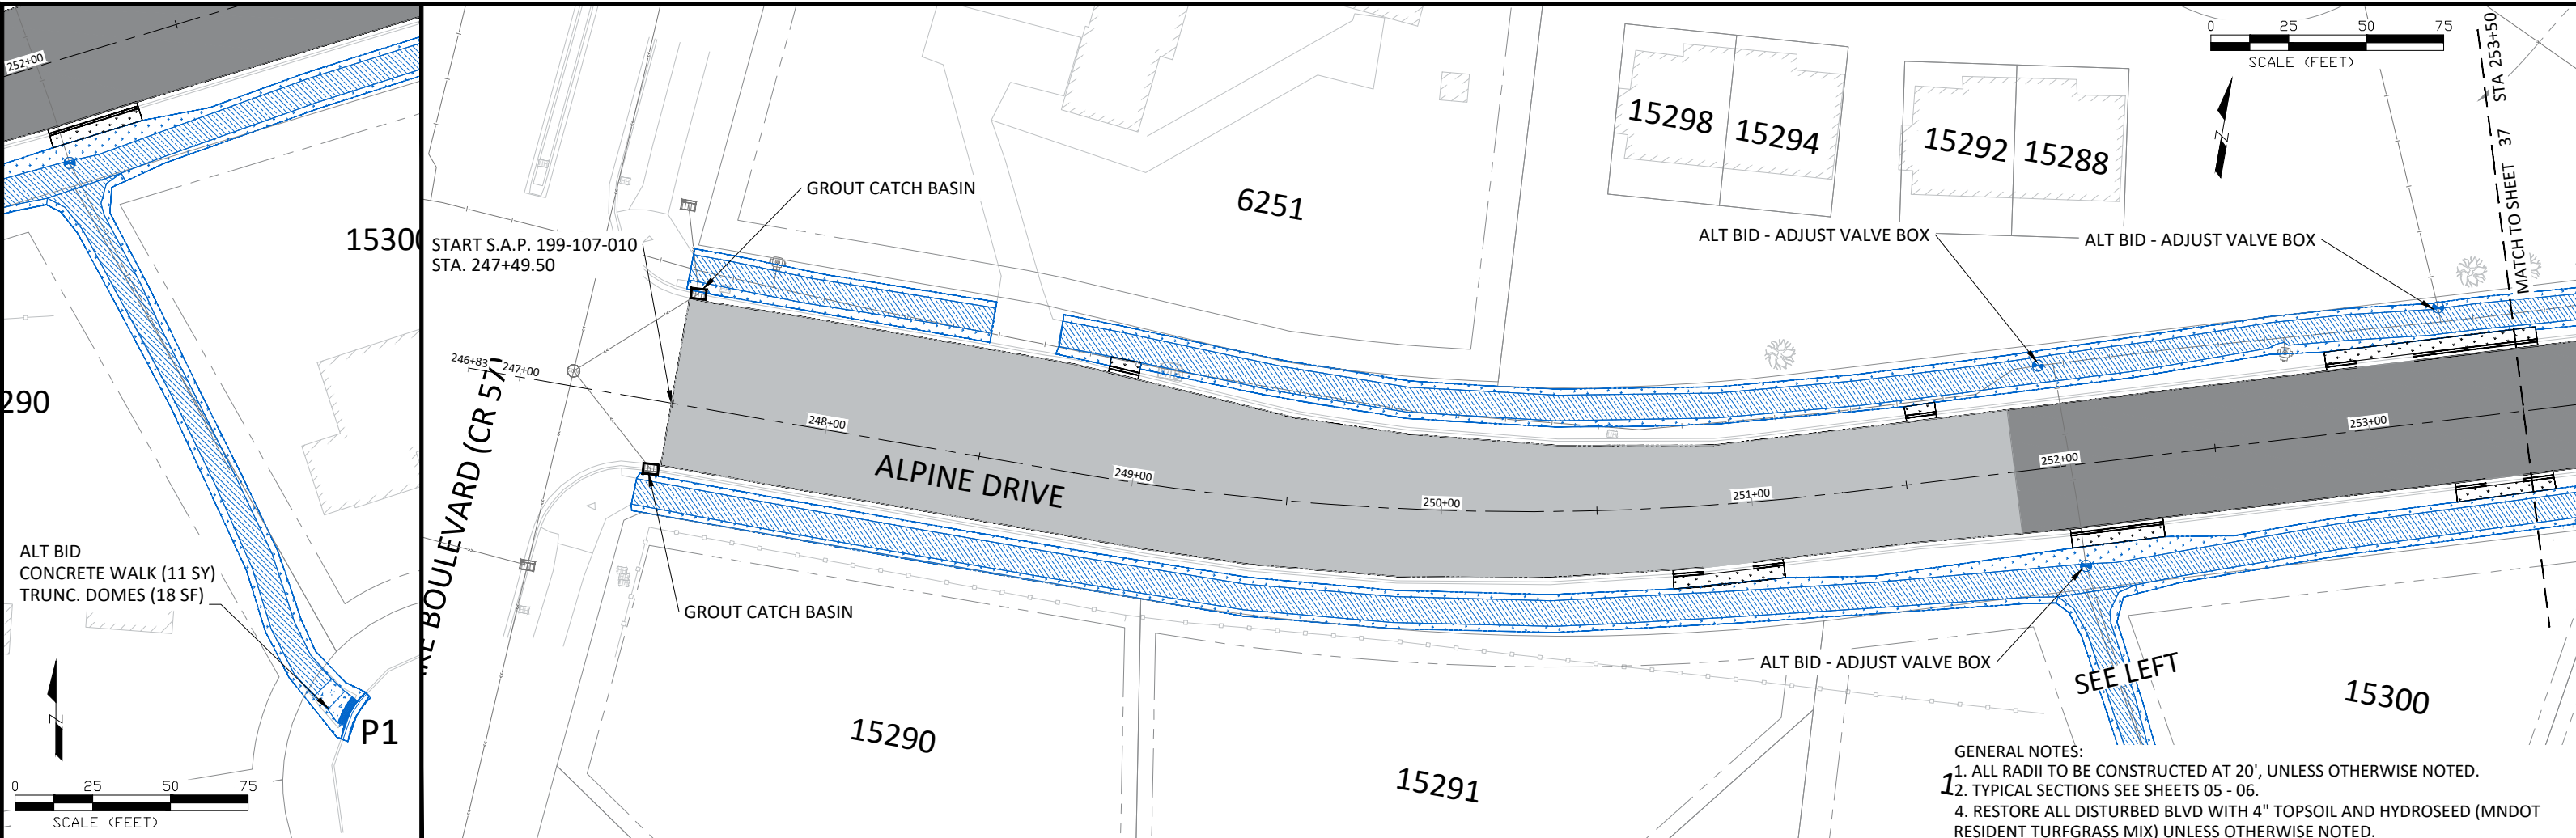 252+00
15300
290
ALT BID
CONCRETE WALK (11 SY)
TRUNC. DOMES (18 SF)
P1
N
0 25 50 75
SCALE (FEET)
START S.A.P. 199-107-010
STA. 247+49.50
GROUT CATCH BASIN
6251
15298
15294
15292
15288
0 25 50 75
SCALE (FEET)
N
MATCH TO SHEET 37 STA 253+50
ALT BID - ADJUST VALVE BOX
ALT BID - ADJUST VALVE BOX
246+83
247+00
248+00
249+00
250+00
251+00
252+00
253+00
ALPINE DRIVE
BOULEVARD (CR 57)
GROUT CATCH BASIN
ALT BID - ADJUST VALVE BOX
SEE LEFT
15290
15291
15300
GENERAL NOTES:
1. ALL RADII TO BE CONSTRUCTED AT 20', UNLESS OTHERWISE NOTED.
2. TYPICAL SECTIONS SEE SHEETS 05 - 06.
4. RESTORE ALL DISTURBED BLVD WITH 4" TOPSOIL AND HYDROSEED (MNDOT
RESIDENT TURFGRASS MIX) UNLESS OTHERWISE NOTED.